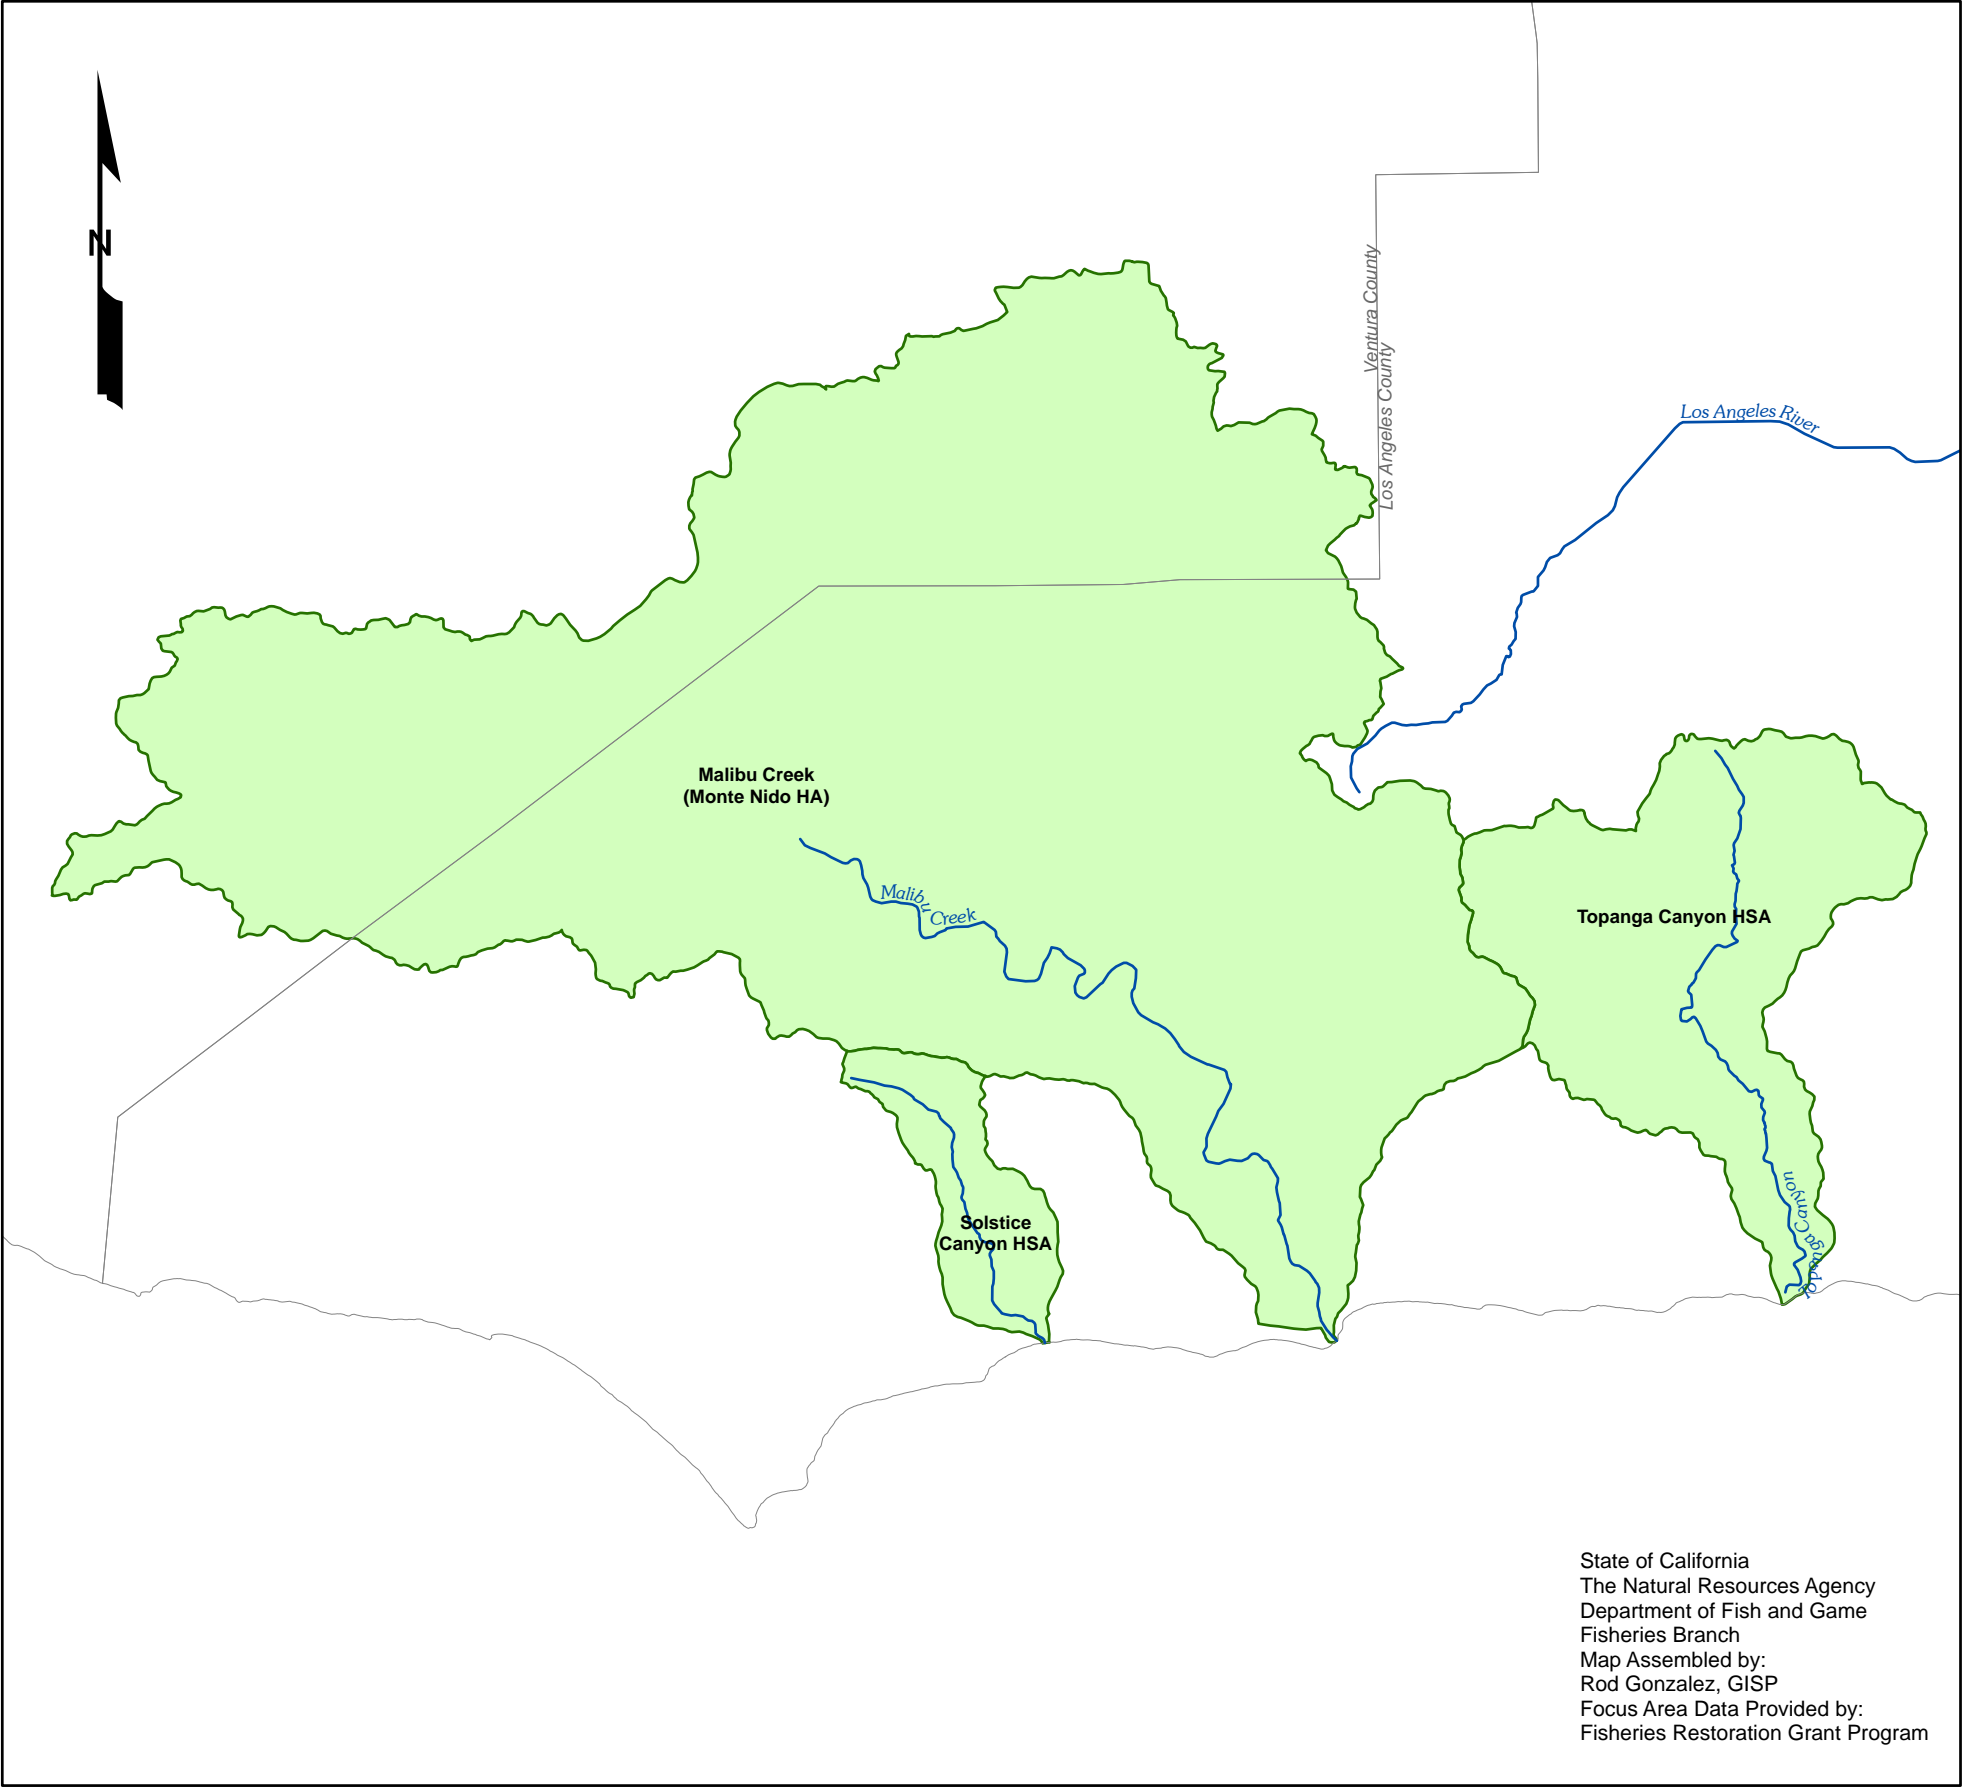 N
Ventura County
Los Angeles County
Los Angeles River
Malibu Creek
(Monte Nido HA)
Malibu Creek
Topanga Canyon HSA
Topanga Canyon
Solstice
Canyon HSA
State of California
The Natural Resources Agency
Department of Fish and Game
Fisheries Branch
Map Assembled by:
Rod Gonzalez, GISP
Focus Area Data Provided by:
Fisheries Restoration Grant Program